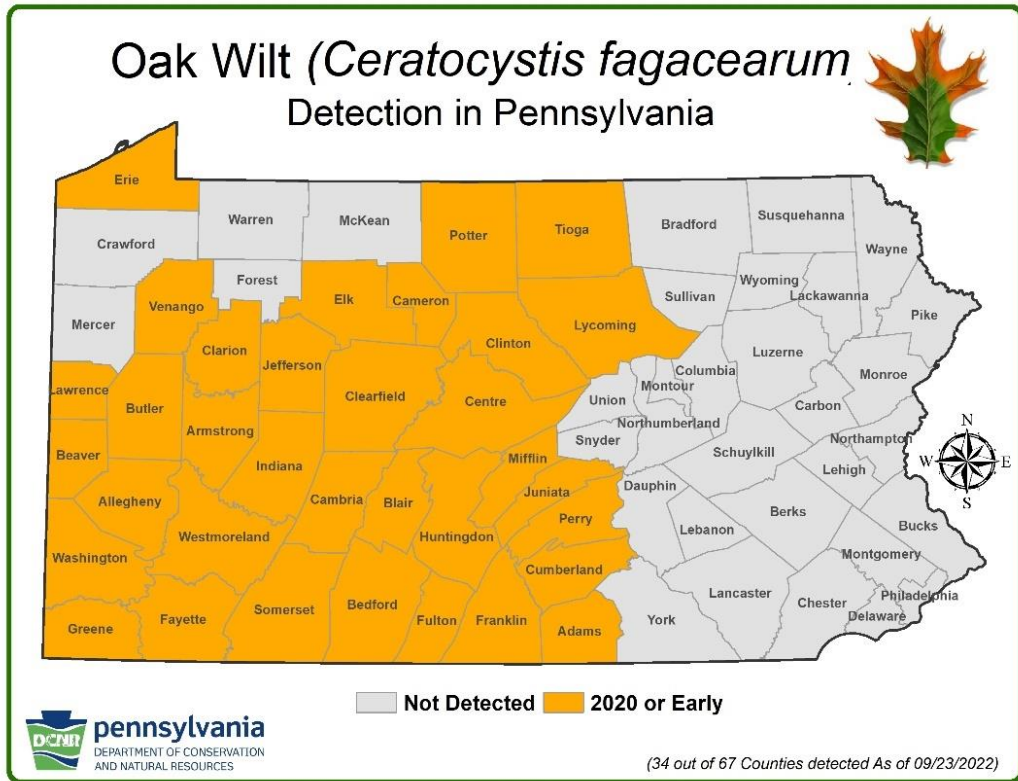 Oak Wilt (Ceratocystis fagacearum)
Detection in Pennsylvania
Erie
Warren
McKean
Potter
Tioga
Bradford
Susquehanna
Crawford
Wayne
Forest
Wyoming
Lackawanna
Venango
Elk
Cameron
Sullivan
Mercer
Lycoming
Pike
Clinton
Clarion
Jefferson
Luzerne
Columbia
Monroe
Montour
Lawrence
Clearfield
Centre
Union
Butler
Carbon
Northumberland
Armstrong
Snyder
Northampton
Schuylkill
Beaver
Mifflin
Indiana
Lehigh
Dauphin
Juniata
Allegheny
Cambria
Blair
Perry
Berks
Bucks
Lebanon
Westmoreland
Huntingdon
Washington
Montgomery
Cumberland
Lancaster
Philadelphia
Chester
Somerset
Bedford
Delaware
Fayette
Fulton
Franklin
York
Greene
Adams
N
W E
S
Not Detected 2020 or Early
DCNR
pennsylvania
DEPARTMENT OF CONSERVATION
AND NATURAL RESOURCES
(34 out of 67 Counties detected As of 09/23/2022)